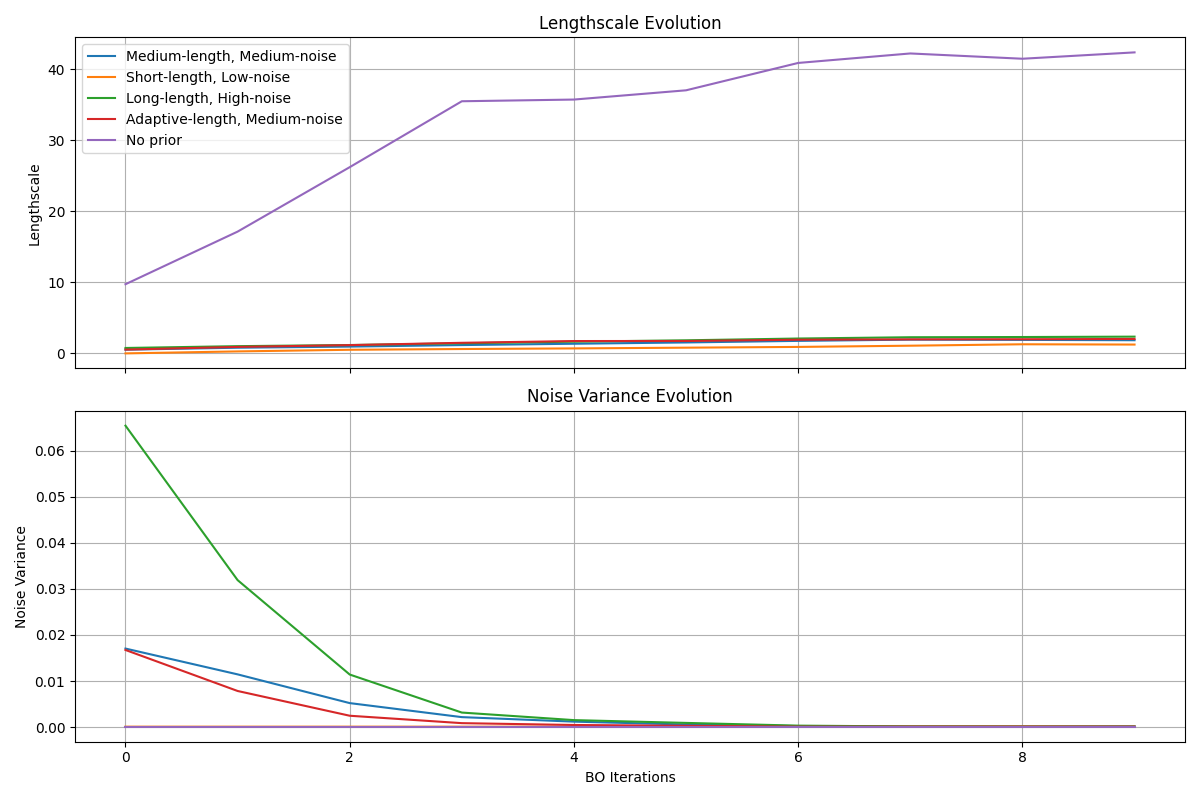 Lengthscale Evolution
Medium-length, Medium-noise
Short-length, Low-noise
Long-length, High-noise
Adaptive-length, Medium-noise
No prior
Lengthscale
40
30
20
10
0
Noise Variance Evolution
Noise Variance
0.06
0.05
0.04
0.03
0.02
0.01
0.00
0 2 4 6 8
BO Iterations